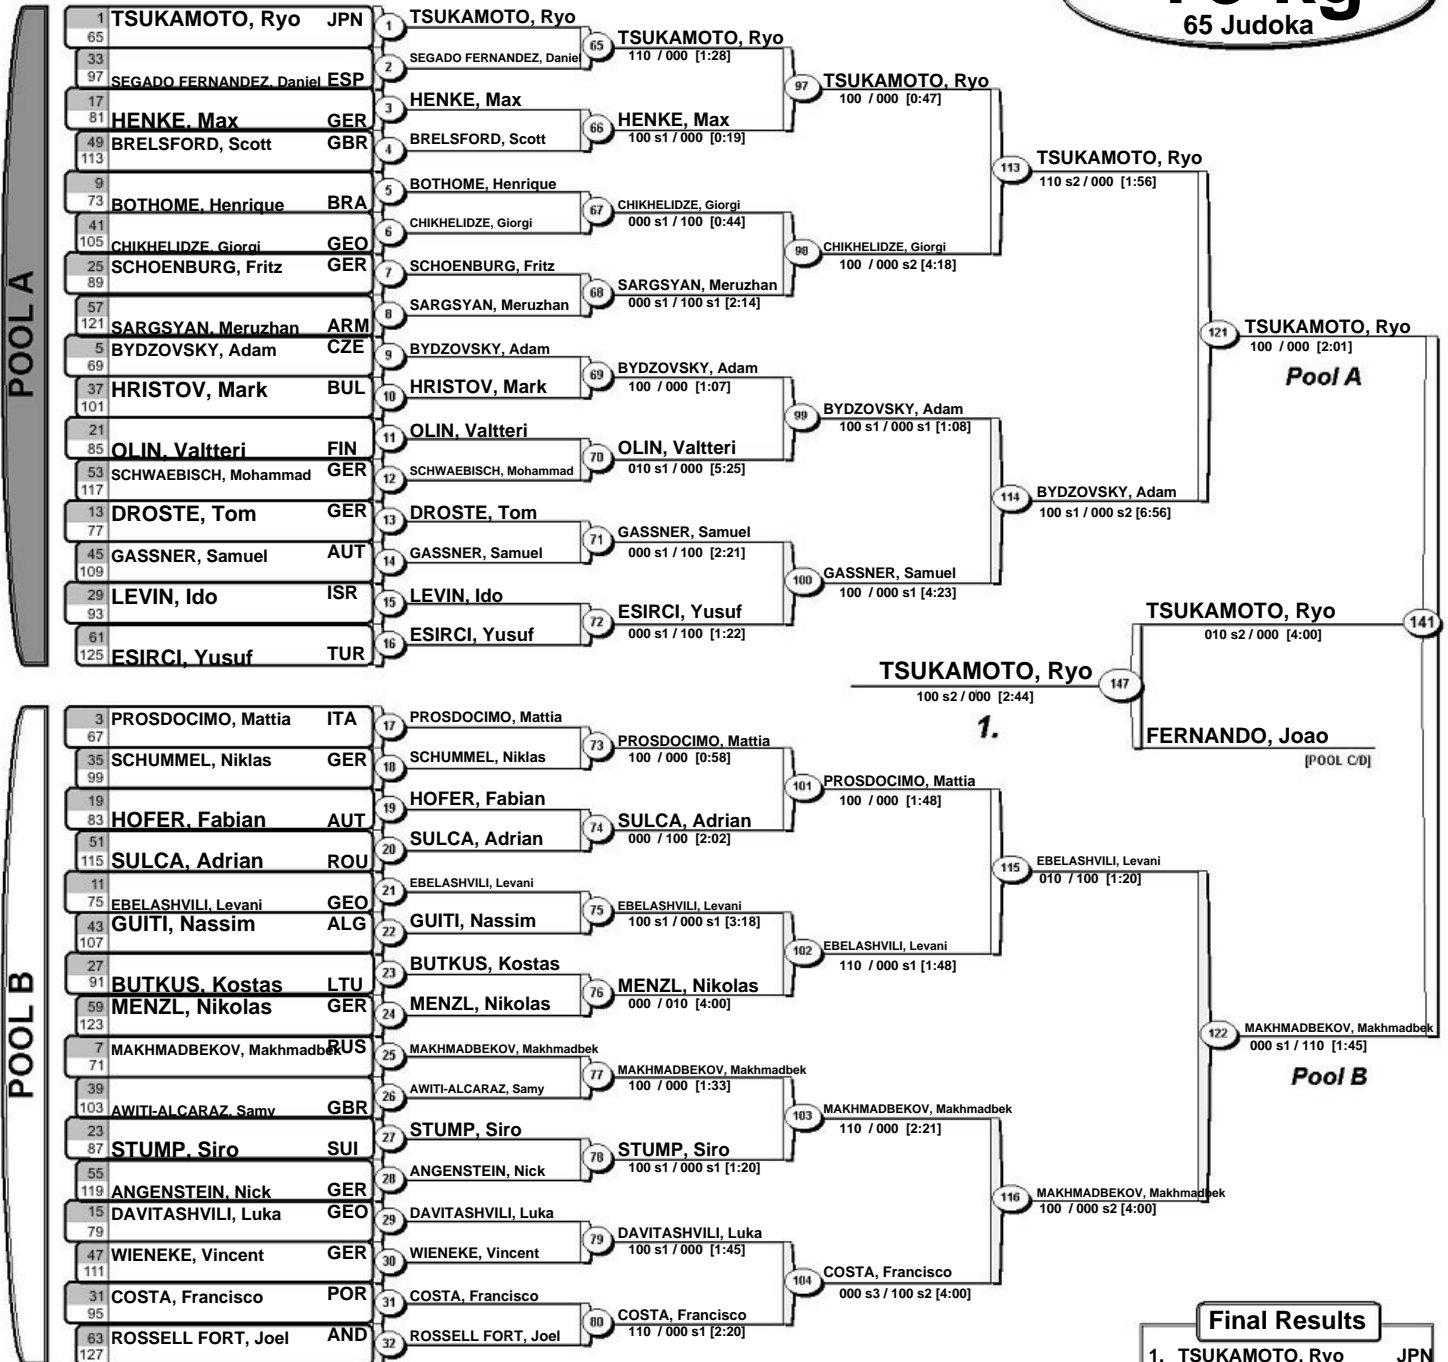 65 Judoka
POOL A
1 65 TSUKAMOTO, Ryo JPN
33 97 SEGADO FERNANDEZ, Daniel ESP
17 81 HENKE, Max GER
49 113 BRELSFORD, Scott GBR
9 73 BOTHOME, Henrique BRA
41 105 CHIKHELIDZE, Giorgi GEO
25 89 SCHOENBURG, Fritz GER
57 121 SARGSYAN, Meruzhan ARM
5 69 BYDZOVSKY, Adam CZE
37 101 HRISTOV, Mark BUL
21 85 OLIN, Valtteri FIN
53 117 SCHWAEBISCH, Mohammad GER
13 77 DROSTE, Tom GER
45 109 GASSNER, Samuel AUT
29 93 LEVIN, Ido ISR
61 125 ESIRCI, Yusuf TUR
1 TSUKAMOTO, Ryo
2 SEGADO FERNANDEZ, Daniel
3 HENKE, Max
4 BRELSFORD, Scott
5 BOTHOME, Henrique
6 CHIKHELIDZE, Giorgi
7 SCHOENBURG, Fritz
8 SARGSYAN, Meruzhan
9 BYDZOVSKY, Adam
10 HRISTOV, Mark
11 OLIN, Valtteri
12 SCHWAEBISCH, Mohammad
13 DROSTE, Tom
14 GASSNER, Samuel
15 LEVIN, Ido
16 ESIRCI, Yusuf
65 TSUKAMOTO, Ryo
110 / 000 [1:28]
66 HENKE, Max
100 s1 / 000 [0:19]
67 CHIKHELIDZE, Giorgi
000 s1 / 100 [0:44]
68 SARGSYAN, Meruzhan
000 s1 / 100 s1 [2:14]
69 BYDZOVSKY, Adam
100 / 000 [1:07]
70 OLIN, Valtteri
010 s1 / 000 [5:25]
71 GASSNER, Samuel
000 s1 / 100 [2:21]
72 ESIRCI, Yusuf
000 s1 / 100 [1:22]
97 TSUKAMOTO, Ryo
100 / 000 [0:47]
98 CHIKHELIDZE, Giorgi
100 / 000 s2 [4:18]
99 BYDZOVSKY, Adam
100 s1 / 000 s1 [1:08]
100 GASSNER, Samuel
100 / 000 s1 [4:23]
113 TSUKAMOTO, Ryo
110 s2 / 000 [1:56]
114 BYDZOVSKY, Adam
100 s1 / 000 s2 [6:56]
121 TSUKAMOTO, Ryo
100 / 000 [2:01]
Pool A
TSUKAMOTO, Ryo 141
010 s2 / 000 [4:00]
TSUKAMOTO, Ryo 147
100 s2 / 000 [2:44]
1.
FERNANDO, Joao
[POOL C/D]
POOL B
3 67 PROSDOCIMO, Mattia ITA
35 99 SCHUMMEL, Niklas GER
19 83 HOFER, Fabian AUT
51 115 SULCA, Adrian ROU
11 75 EBELASHVILI, Levani GEO
43 107 GUITI, Nassim ALG
27 91 BUTKUS, Kostas LTU
59 123 MENZL, Nikolas GER
7 71 MAKHMADBEKOV, Makhmadbek RUS
39 103 AWITI-ALCARAZ, Samy GBR
23 87 STUMP, Siro SUI
55 119 ANGENSTEIN, Nick GER
15 79 DAVITASHVILI, Luka GEO
47 111 WIENEKE, Vincent GER
31 95 COSTA, Francisco POR
63 127 ROSSELL FORT, Joel AND
17 PROSDOCIMO, Mattia
18 SCHUMMEL, Niklas
19 HOFER, Fabian
20 SULCA, Adrian
21 EBELASHVILI, Levani
22 GUITI, Nassim
23 BUTKUS, Kostas
24 MENZL, Nikolas
25 MAKHMADBEKOV, Makhmadbek
26 AWITI-ALCARAZ, Samy
27 STUMP, Siro
28 ANGENSTEIN, Nick
29 DAVITASHVILI, Luka
30 WIENEKE, Vincent
31 COSTA, Francisco
32 ROSSELL FORT, Joel
73 PROSDOCIMO, Mattia
100 / 000 [0:58]
74 SULCA, Adrian
000 / 100 [2:02]
75 EBELASHVILI, Levani
100 s1 / 000 s1 [3:18]
76 MENZL, Nikolas
000 / 010 [4:00]
77 MAKHMADBEKOV, Makhmadbek
100 / 000 [1:33]
78 STUMP, Siro
100 s1 / 000 s1 [1:20]
79 DAVITASHVILI, Luka
100 s1 / 000 [1:45]
80 COSTA, Francisco
110 / 000 s1 [2:20]
101 PROSDOCIMO, Mattia
100 / 000 [1:48]
102 EBELASHVILI, Levani
110 / 000 s1 [1:48]
103 MAKHMADBEKOV, Makhmadbek
110 / 000 [2:21]
104 COSTA, Francisco
000 s3 / 100 s2 [4:00]
115 EBELASHVILI, Levani
010 / 100 [1:20]
116 MAKHMADBEKOV, Makhmadbek
100 / 000 s2 [4:00]
122 MAKHMADBEKOV, Makhmadbek
000 s1 / 110 [1:45]
Pool B
Final Results
1. TSUKAMOTO, Ryo JPN